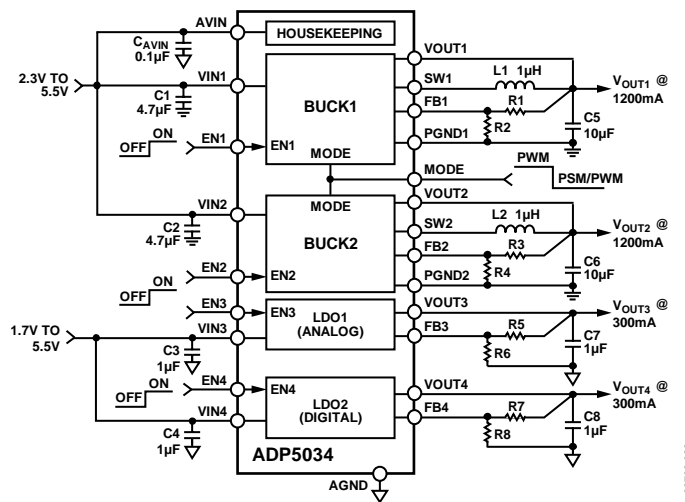 AVIN
HOUSEKEEPING
CAVIN
0.1µF
VOUT1
2.3V TO
5.5V
VIN1
SW1
L1 1µH
VOUT1 @
1200mA
C1
4.7µF
BUCK1
FB1
R1
R2
C5
10µF
ON
OFF
EN1
EN1
PGND1
MODE
MODE
PWM
PSM/PWM
MODE
VOUT2
VIN2
C2
4.7µF
BUCK2
SW2
L2 1µH
VOUT2 @
1200mA
FB2
R3
R4
C6
10µF
ON
OFF
EN2
EN2
PGND2
EN3
EN3
LDO1
(ANALOG)
VOUT3
VOUT3 @
300mA
1.7V TO
5.5V
VIN3
FB3
R5
R6
C7
1µF
C3
1µF
ON
OFF
EN4
EN4
LDO2
(DIGITAL)
VOUT4
VOUT4 @
300mA
VIN4
FB4
R7
R8
C8
1µF
C4
1µF
ADP5034
AGND